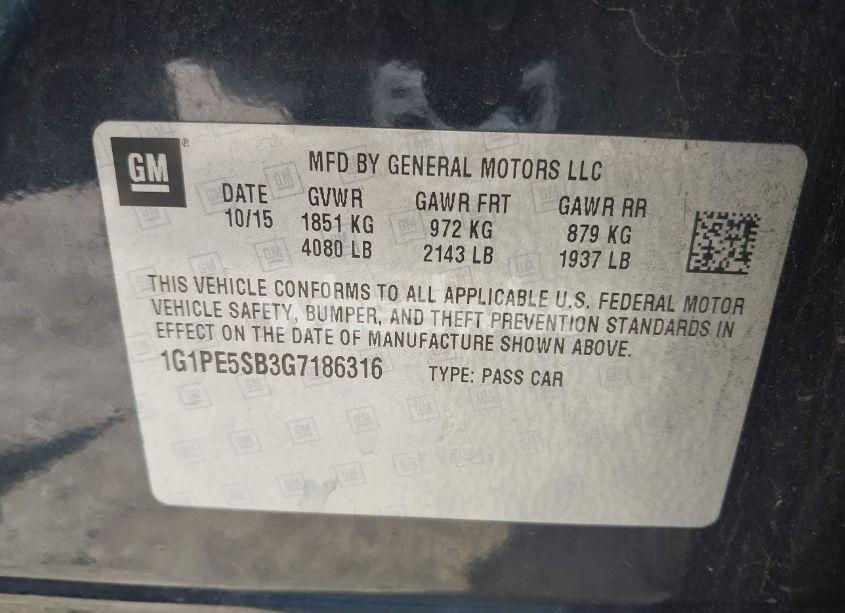 GM
MFD BY GENERAL MOTORS LLC
DATE GVWR GAWR FRT GAWR RR
10/15 1851 KG 972 KG 879 KG
4080 LB 2143 LB 1937 LB
THIS VEHICLE CONFORMS TO ALL APPLICABLE U.S. FEDERAL MOTOR
VEHICLE SAFETY, BUMPER, AND THEFT PREVENTION STANDARDS IN
EFFECT ON THE DATE OF MANUFACTURE SHOWN ABOVE.
1G1PE5SB3G7186316 TYPE: PASS CAR